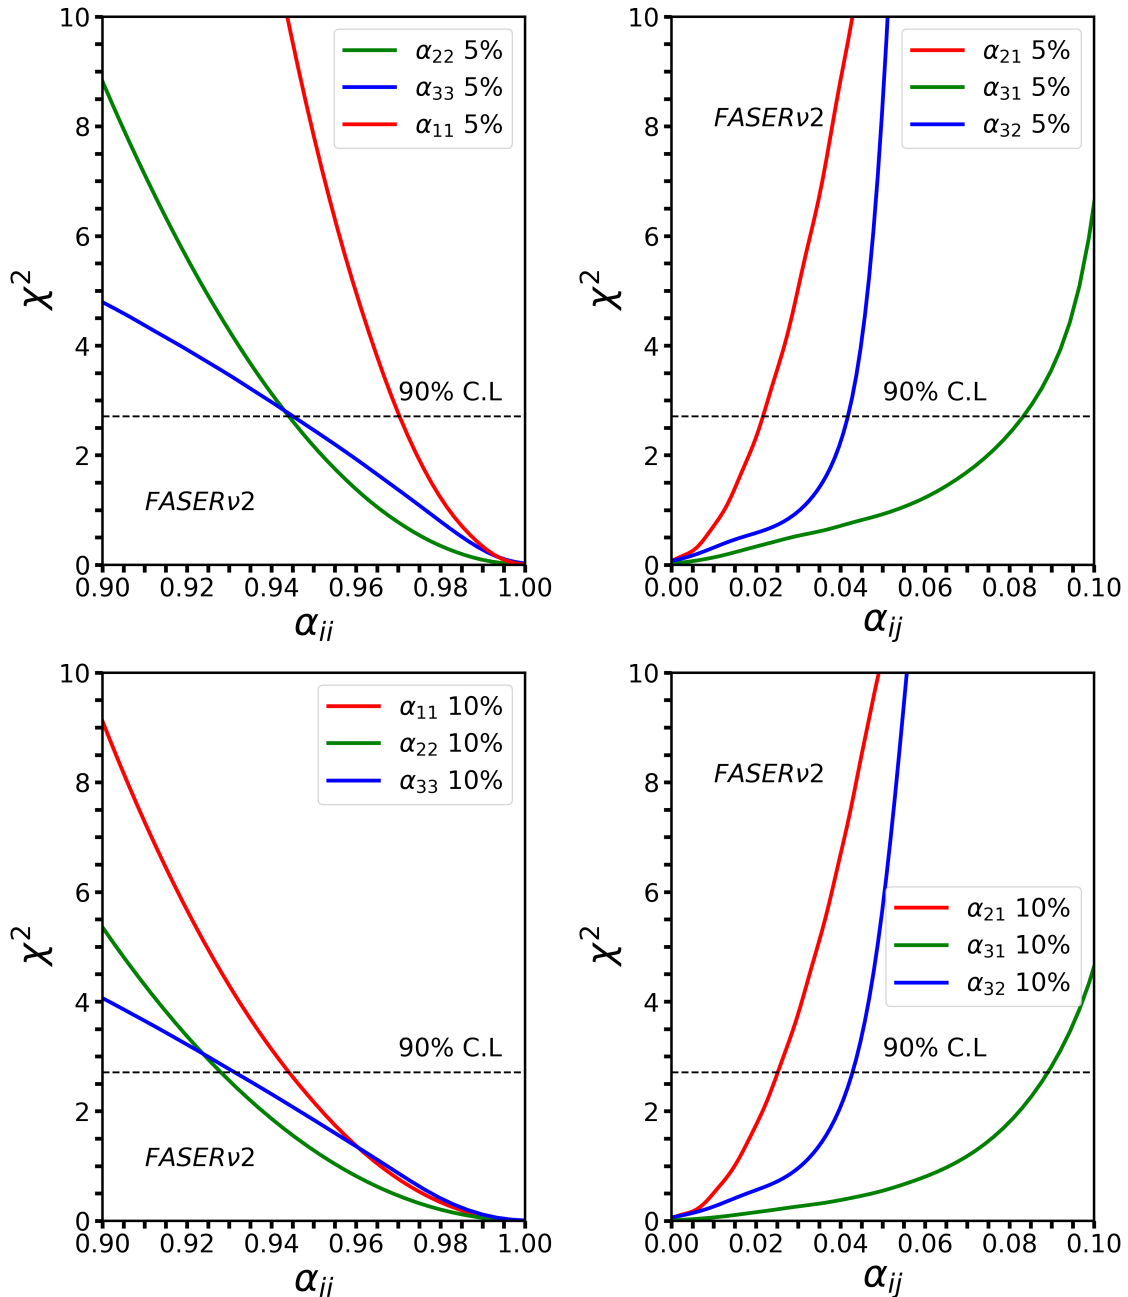 10
8
6
4
2
0
χ²
α₂₂ 5%
α₃₃ 5%
α₁₁ 5%
90% C.L
FASERν2
0.90 0.92 0.94 0.96 0.98 1.00
αᵢᵢ
10
8
6
4
2
0
χ²
α₂₁ 5%
α₃₁ 5%
α₃₂ 5%
FASERν2
90% C.L
0.00 0.02 0.04 0.06 0.08 0.10
αᵢⱼ
10
8
6
4
2
0
χ²
α₁₁ 10%
α₂₂ 10%
α₃₃ 10%
90% C.L
FASERν2
0.90 0.92 0.94 0.96 0.98 1.00
αᵢᵢ
10
8
6
4
2
0
χ²
FASERν2
α₂₁ 10%
α₃₁ 10%
α₃₂ 10%
90% C.L
0.00 0.02 0.04 0.06 0.08 0.10
αᵢⱼ